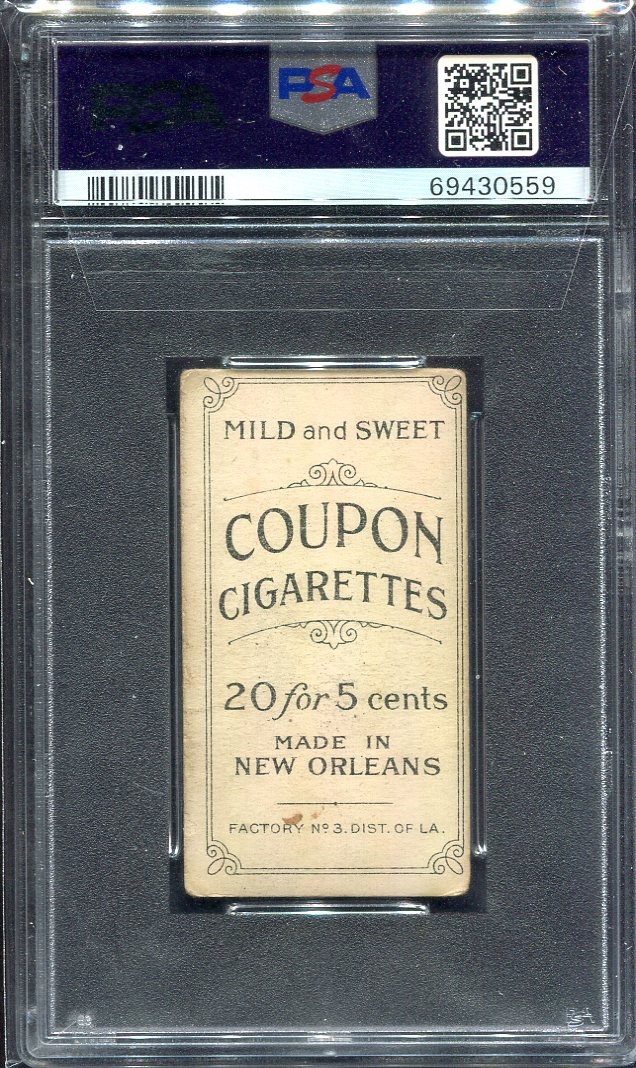 PSA
PSA
69430559
MILD and SWEET
COUPON
CIGARETTES
20 for 5 cents
MADE IN
NEW ORLEANS
FACTORY Nº 3. DIST. OF LA.